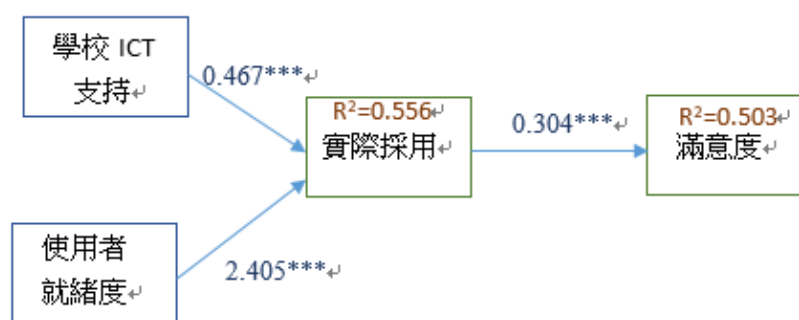 學校 ICT
支持↵
0.467***↵
R²=0.556↵
實際採用↵
0.304***↵
R²=0.503↵
滿意度↵
使用者
就緒度↵
2.405***↵